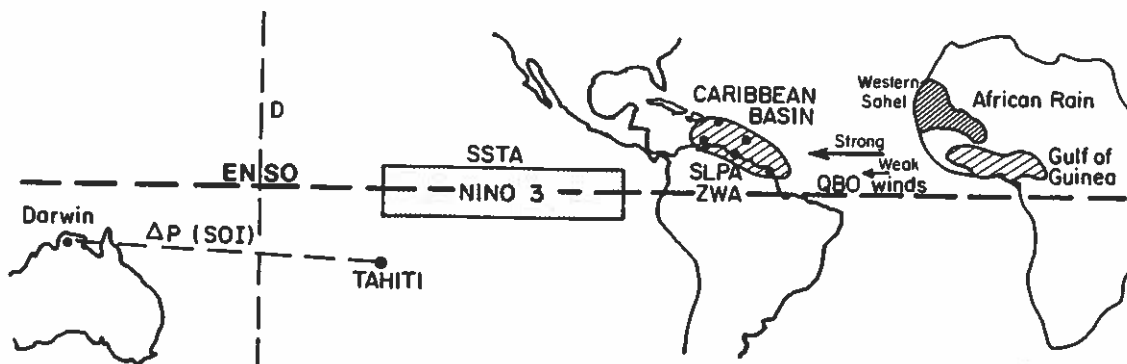 D
ENSO
Darwin
ΔP (SOI)
TAHITI
SSTA
NINO 3
CARIBBEAN
BASIN
SLPA
ZWA
Strong
Weak
QBO winds
Western
Sahel
African Rain
Gulf of
Guinea